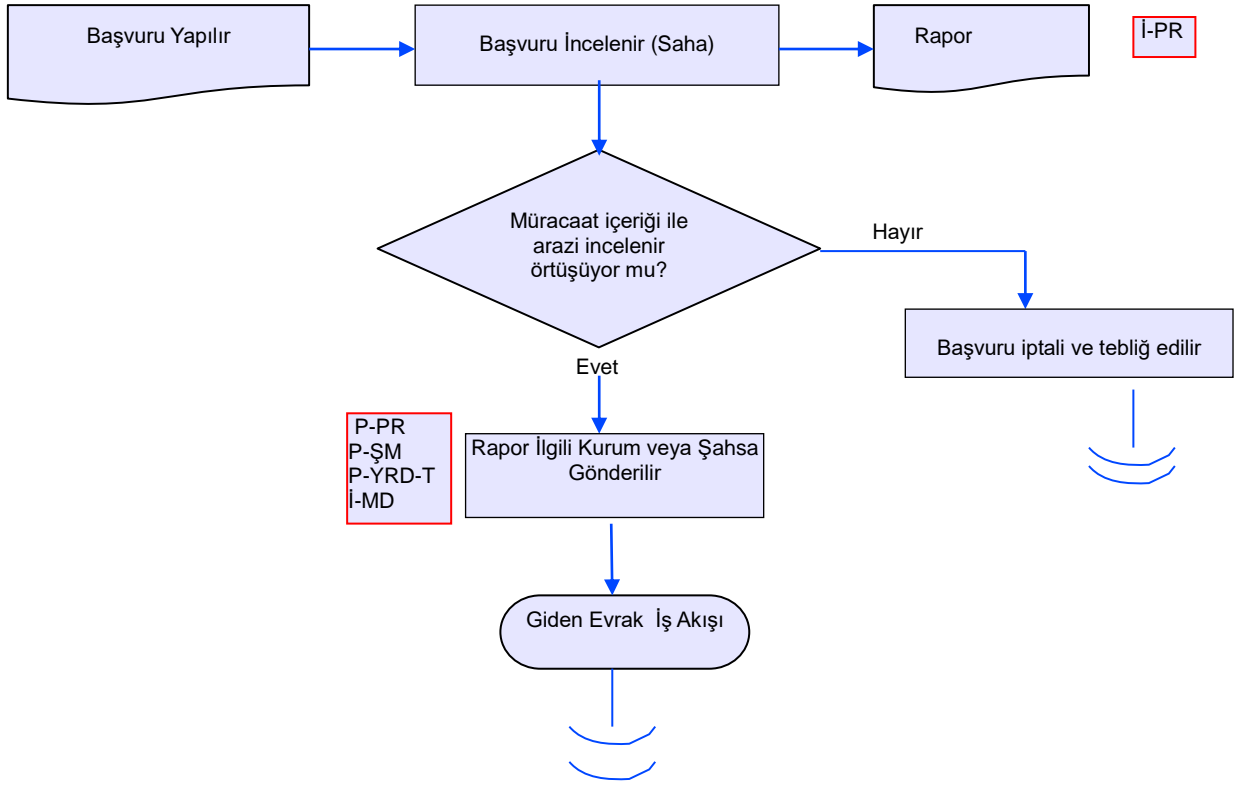 Başvuru Yapılır
Başvuru İncelenir (Saha)
Rapor
İ-PR
Müracaat içeriği ile
arazi incelenir
örtüşüyor mu?
Hayır
Başvuru iptali ve tebliğ edilir
Evet
P-PR
P-ŞM
P-YRD-T
İ-MD
Rapor İlgili Kurum veya Şahsa
Gönderilir
Giden Evrak İş Akışı